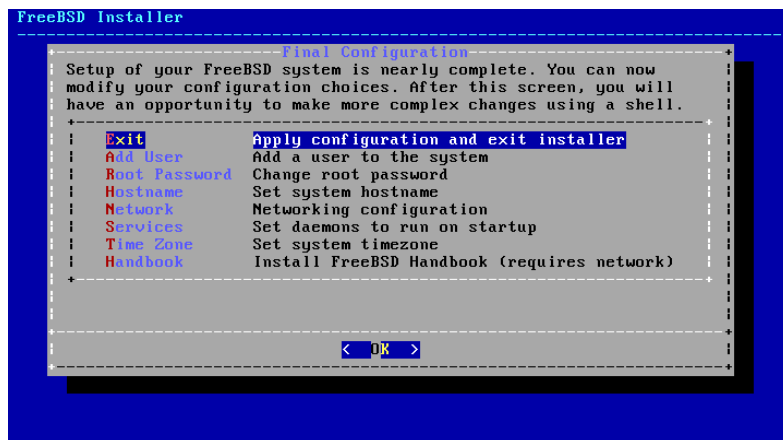 FreeBSD Installer
Final Configuration
Setup of your FreeBSD system is nearly complete. You can now
modify your configuration choices. After this screen, you will
have an opportunity to make more complex changes using a shell.
Exit Apply configuration and exit installer
Add User Add a user to the system
Root Password Change root password
Hostname Set system hostname
Network Networking configuration
Services Set daemons to run on startup
Time Zone Set system timezone
Handbook Install FreeBSD Handbook (requires network)
< OK >